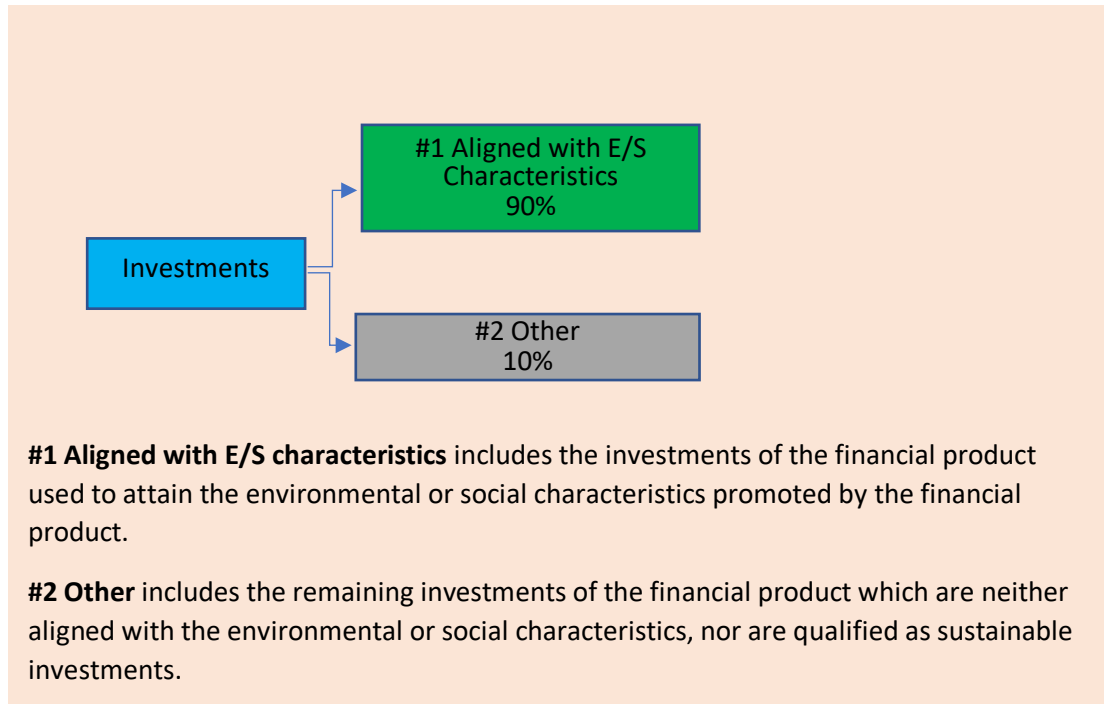 #1 Aligned with E/S
Characteristics
90%
Investments
#2 Other
10%
#1 Aligned with E/S characteristics includes the investments of the financial product
used to attain the environmental or social characteristics promoted by the financial
product.
#2 Other includes the remaining investments of the financial product which are neither
aligned with the environmental or social characteristics, nor are qualified as sustainable
investments.